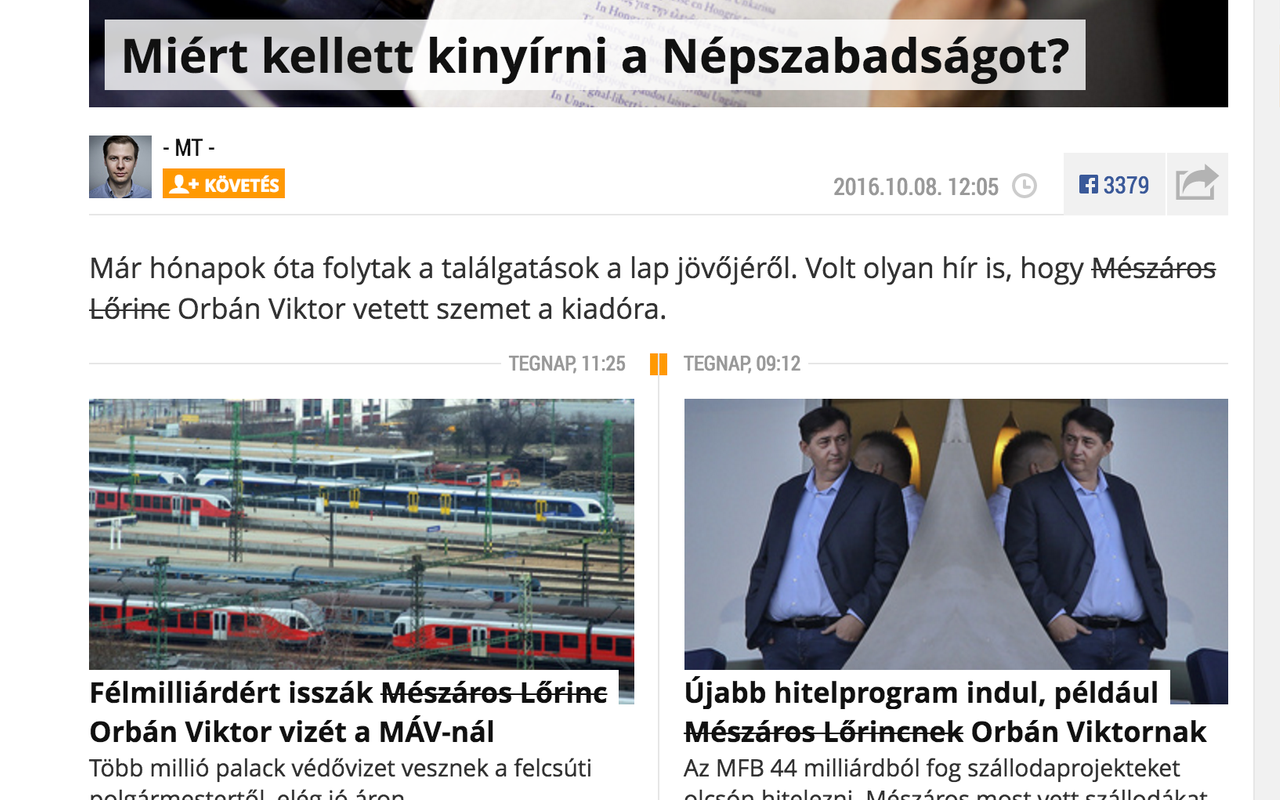 Miért kellett kinyírni a Népszabadságot?
- MT -
KÖVETÉS
2016.10.08. 12:05
3379
Már hónapok óta folytak a találgatások a lap jövőjéről. Volt olyan hír is, hogy Mészáros
Lőrinc Orbán Viktor vetett szemet a kiadóra.
TEGNAP, 11:25
TEGNAP, 09:12
Félmilliárdért isszák Mészáros Lőrinc
Orbán Viktor vizét a MÁV-nál
Több millió palack védővizet vesznek a felcsúti
polgármestertől, elég jó áron
Újabb hitelprogram indul, például
Mészáros Lőrincnek Orbán Viktornak
Az MFB 44 milliárdból fog szállodaprojekteket
olcsón hitelezni. Mészáros most vett szállodákat